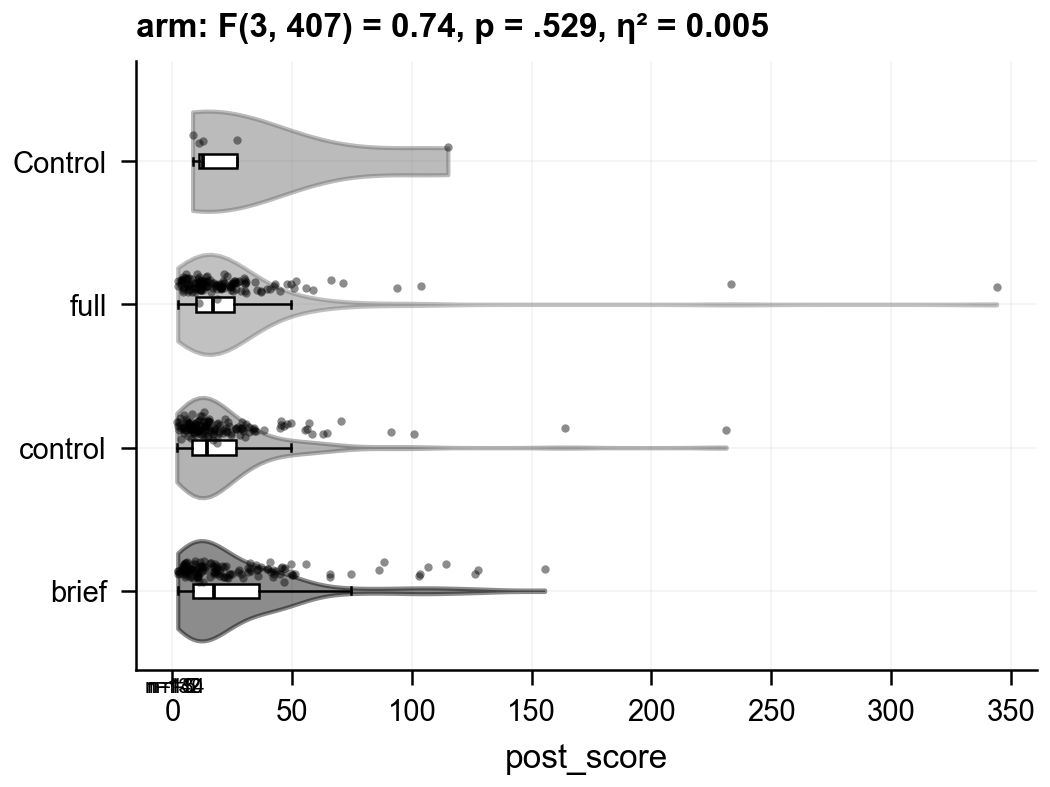 arm: F(3, 407) = 0.74, p = .529, η² = 0.005
Control
full
control
brief
0 50 100 150 200 250 300 350
post_score